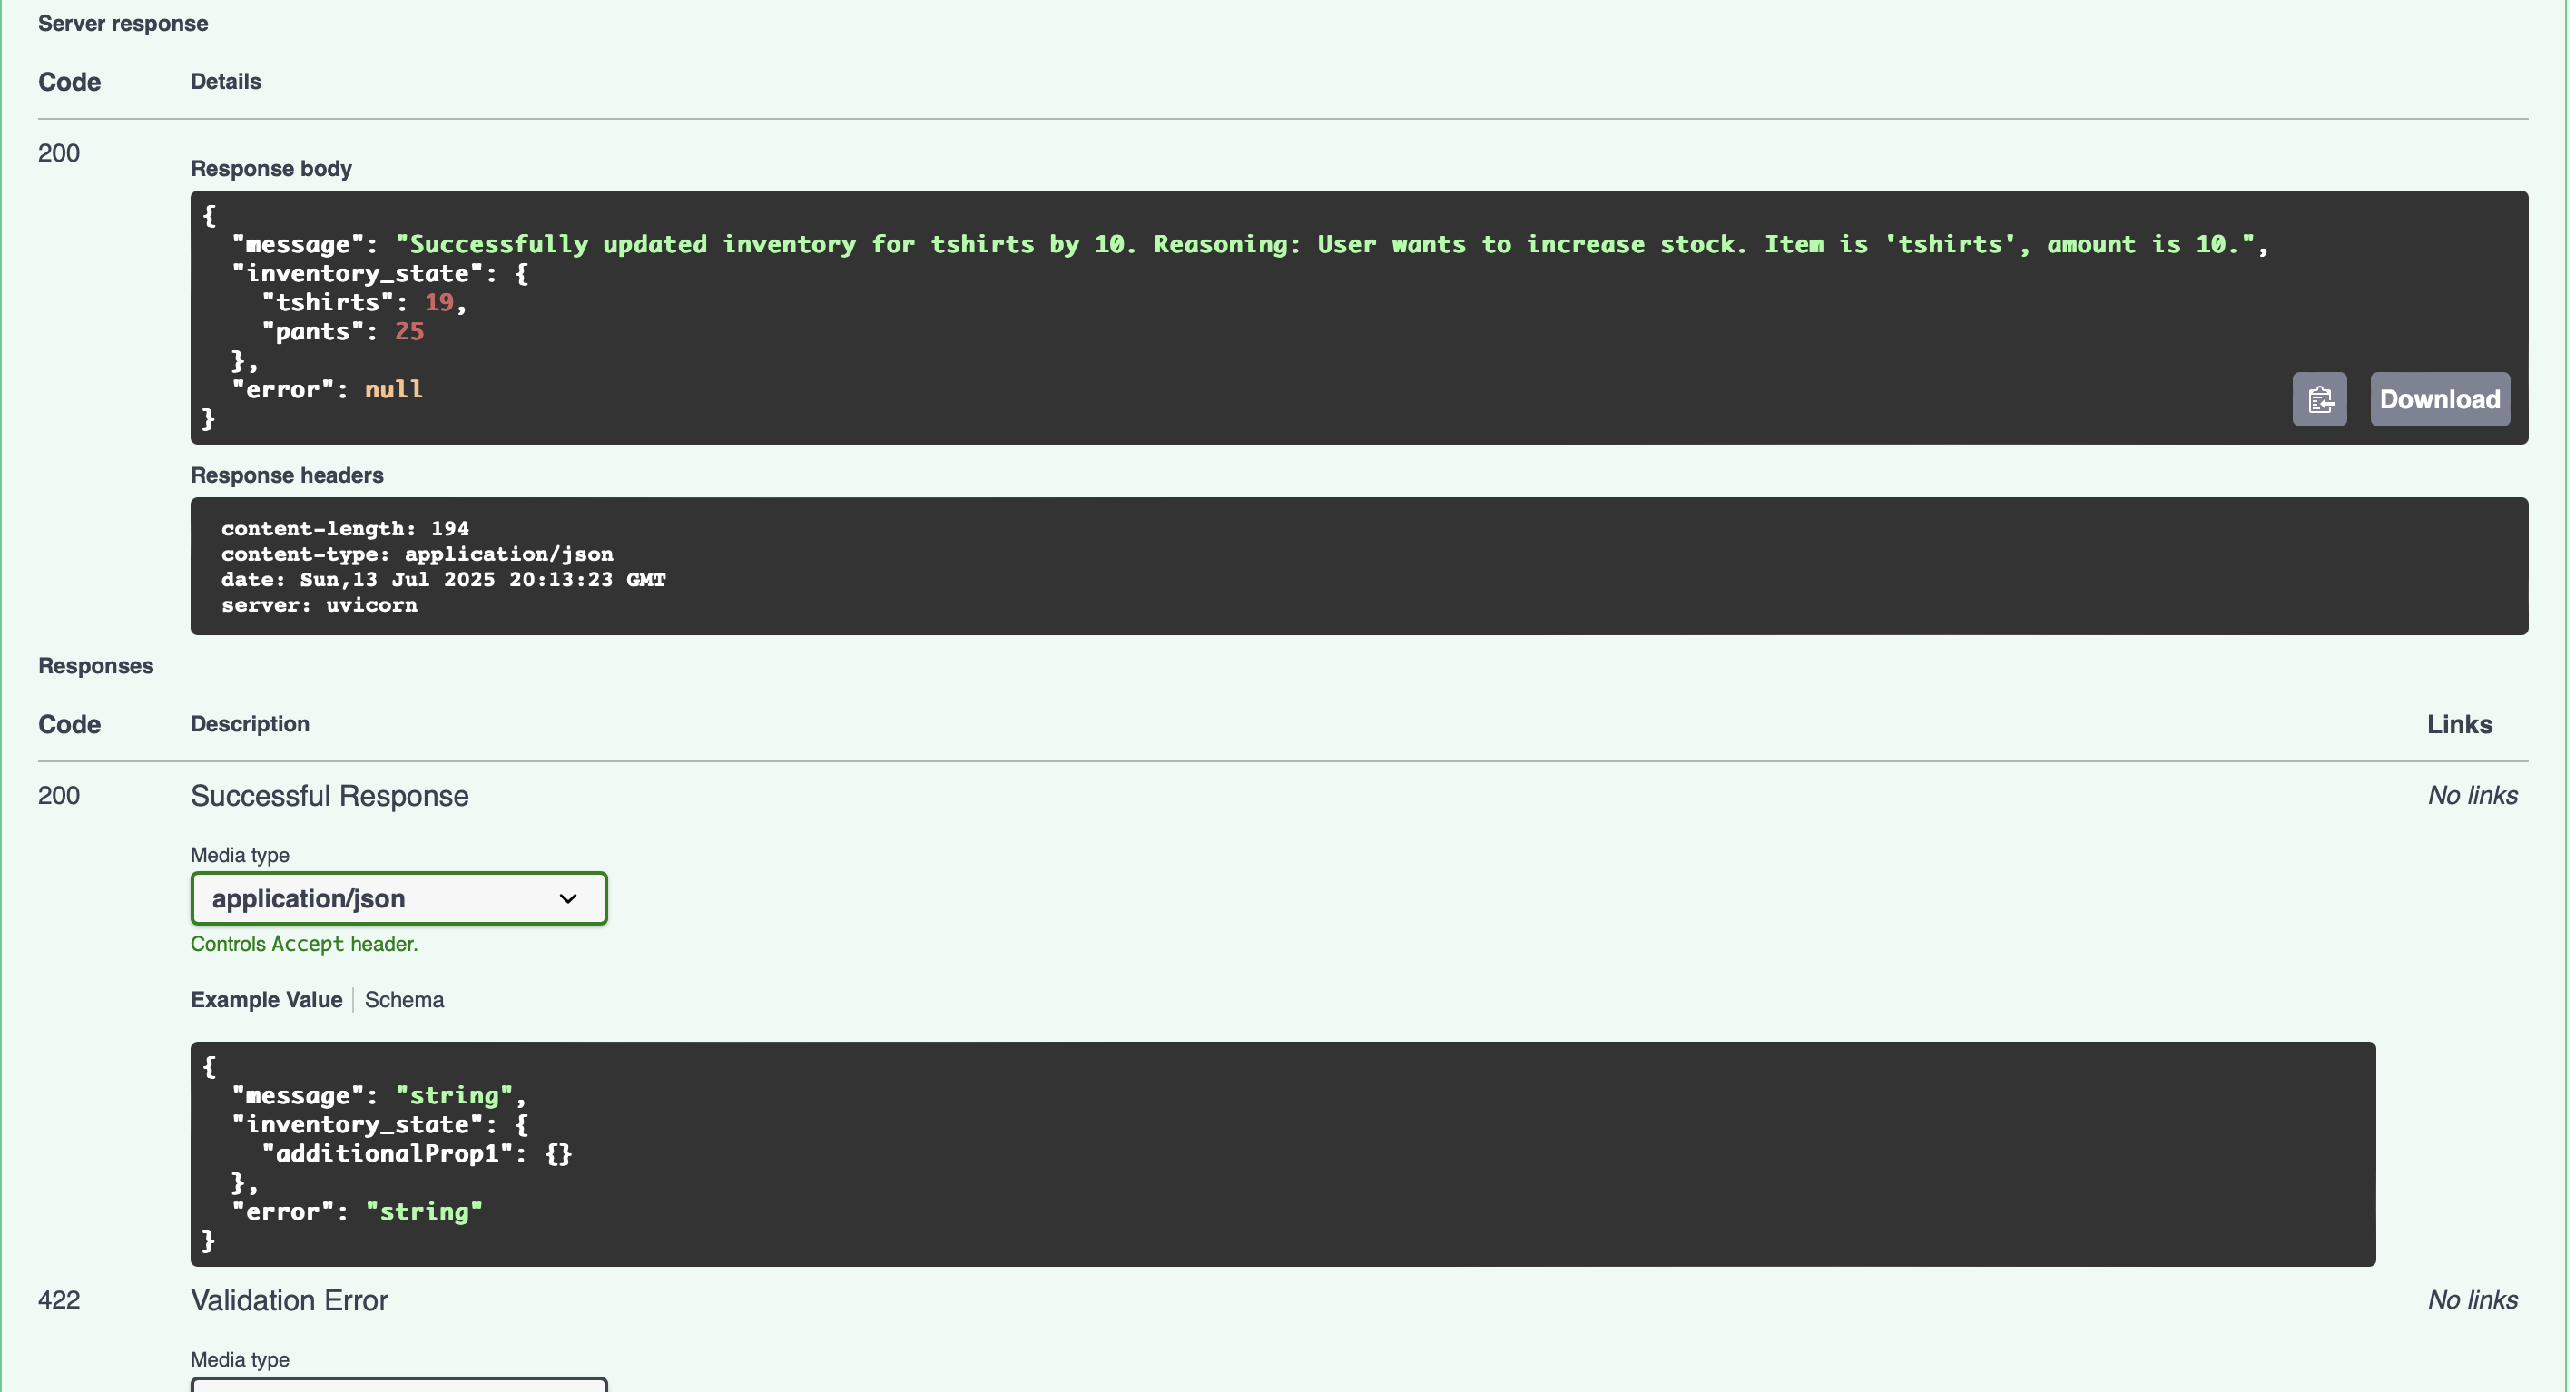 Server response
Code Details
200
Response body
{
  "message": "Successfully updated inventory for tshirts by 10. Reasoning: User wants to increase stock. Item is 'tshirts', amount is 10.",
  "inventory_state": {
    "tshirts": 19,
    "pants": 25
  },
  "error": null
}
Download
Response headers
content-length: 194
content-type: application/json
date: Sun,13 Jul 2025 20:13:23 GMT
server: uvicorn
Responses
Code Description Links
200 Successful Response No links
Media type
application/json
Controls Accept header.
Example Value Schema
{
  "message": "string",
  "inventory_state": {
    "additionalProp1": {}
  },
  "error": "string"
}
422 Validation Error No links
Media type